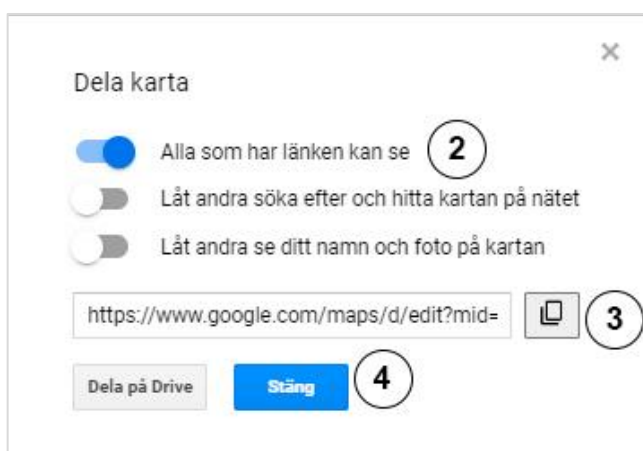 Dela karta
Alla som har länken kan se 2
Låt andra söka efter och hitta kartan på nätet
Låt andra se ditt namn och foto på kartan
https://www.google.com/maps/d/edit?mid= 3
Dela på Drive Stäng 4